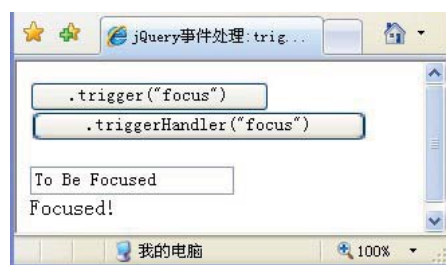 jQuery事件处理:trig...
.trigger("focus")
.triggerHandler("focus")
To Be Focused
Focused!
我的电脑
100%